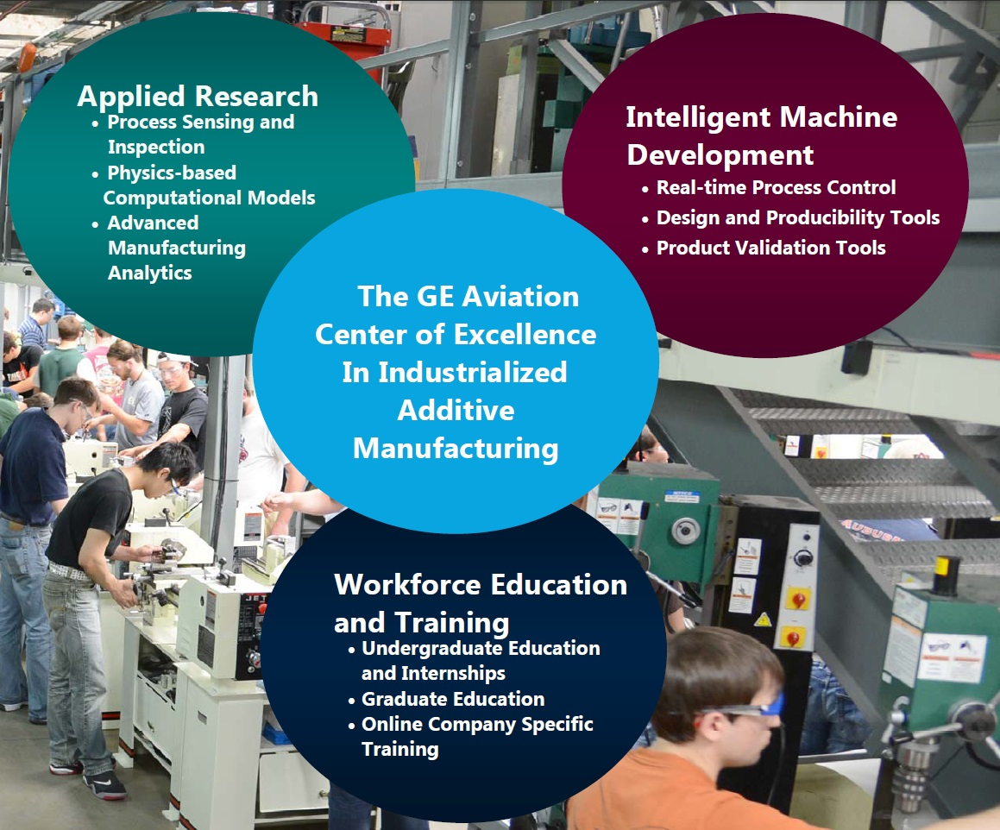 Applied Research
• Process Sensing and
Inspection
• Physics-based
Computational Models
• Advanced
Manufacturing
Analytics
Intelligent Machine
Development
• Real-time Process Control
• Design and Producibility Tools
• Product Validation Tools
The GE Aviation
Center of Excellence
In Industrialized
Additive
Manufacturing
Workforce Education
and Training
• Undergraduate Education
and Internships
• Graduate Education
• Online Company Specific
Training
JET
AUBURN